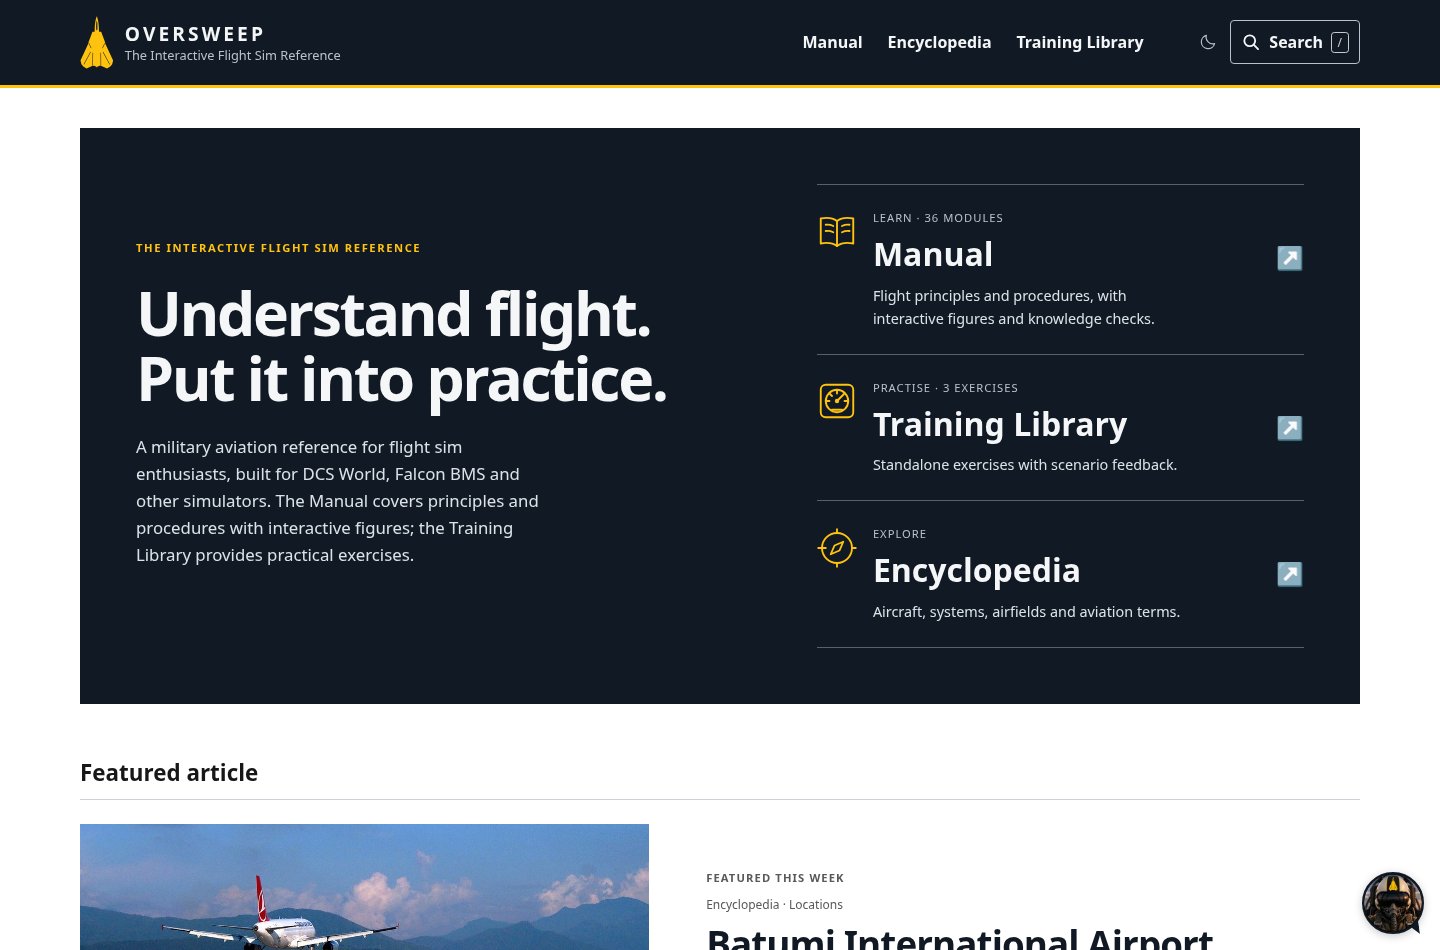 OVERSWEEP
The Interactive Flight Sim Reference
Manual Encyclopedia Training Library Search /
THE INTERACTIVE FLIGHT SIM REFERENCE
Understand flight.
Put it into practice.
A military aviation reference for flight sim
enthusiasts, built for DCS World, Falcon BMS and
other simulators. The Manual covers principles and
procedures with interactive figures; the Training
Library provides practical exercises.
LEARN · 36 MODULES
Manual
Flight principles and procedures, with
interactive figures and knowledge checks.
PRACTISE · 3 EXERCISES
Training Library
Standalone exercises with scenario feedback.
EXPLORE
Encyclopedia
Aircraft, systems, airfields and aviation terms.
Featured article
FEATURED THIS WEEK
Encyclopedia · Locations
Batumi International Airport